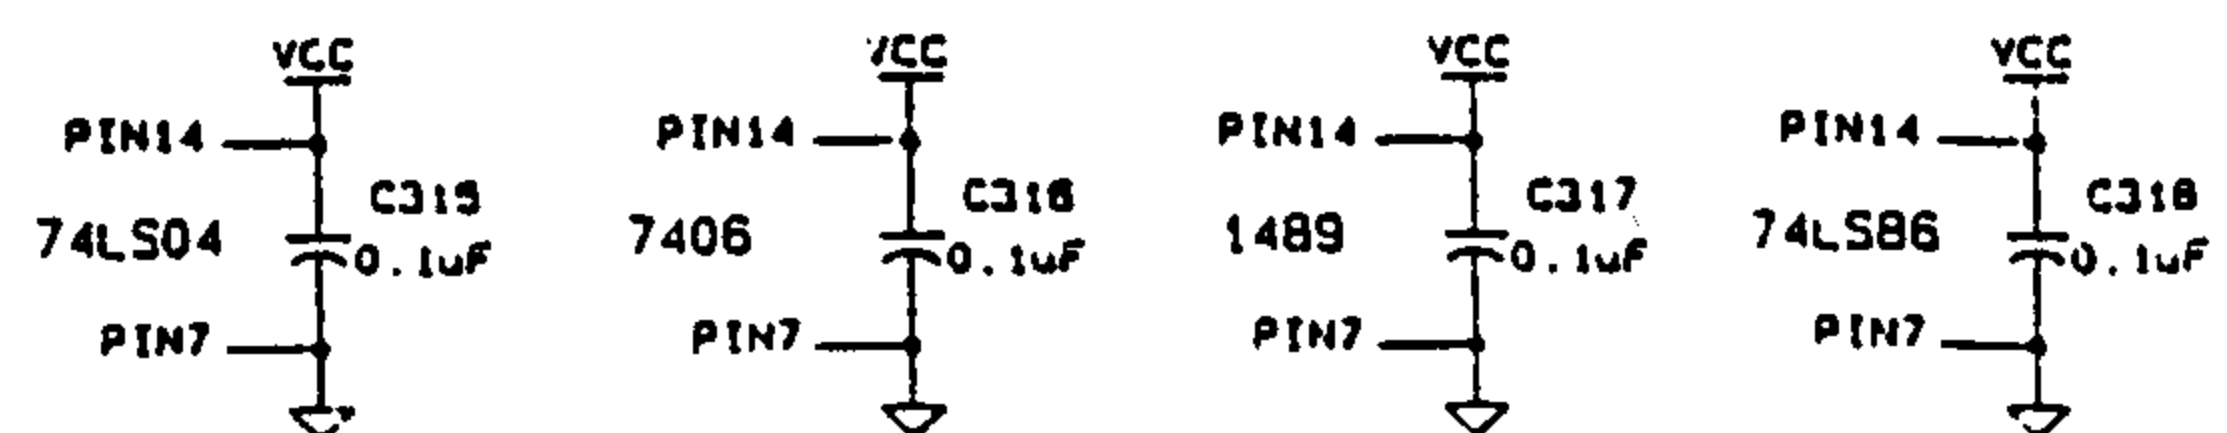 VCC VCC VCC VCC
PIN14 PIN14 PIN14 PIN14
C315 C316 C317 C318
74LS04 7406 1489 74LS86
0.1uF 0.1uF 0.1uF 0.1uF
PIN7 PIN7 PIN7 PIN7